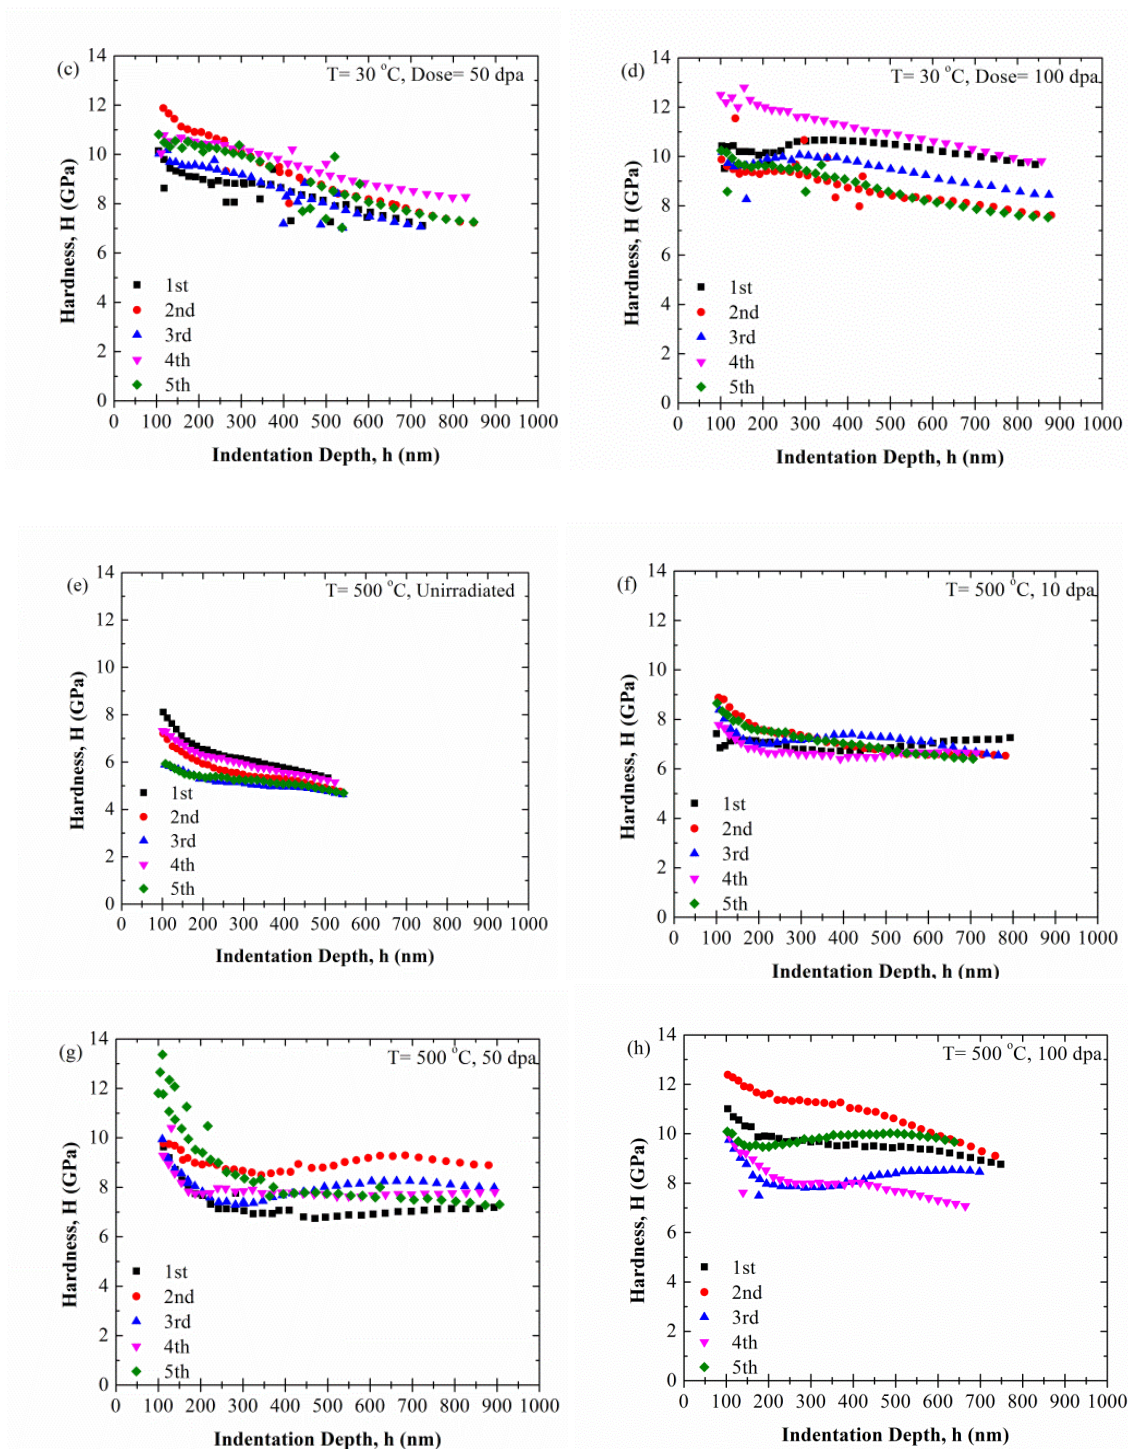 (c)
T= 30 °C, Dose= 50 dpa
14
12
10
8
6
4
2
0
Hardness, H (GPa)
1st
2nd
3rd
4th
5th
0 100 200 300 400 500 600 700 800 900 1000
Indentation Depth, h (nm)
(d)
T= 30 °C, Dose= 100 dpa
14
12
10
8
6
4
2
0
Hardness, H (GPa)
1st
2nd
3rd
4th
5th
0 100 200 300 400 500 600 700 800 900 1000
Indentation Depth, h (nm)
(e)
T= 500 °C, Unirradiated
14
12
10
8
6
4
2
0
Hardness, H (GPa)
1st
2nd
3rd
4th
5th
0 100 200 300 400 500 600 700 800 900 1000
Indentation Depth, h (nm)
(f)
T= 500 °C, 10 dpa
14
12
10
8
6
4
2
0
Hardness, H (GPa)
1st
2nd
3rd
4th
5th
0 100 200 300 400 500 600 700 800 900 1000
Indentation Depth, h (nm)
(g)
T= 500 °C, 50 dpa
14
12
10
8
6
4
2
0
Hardness, H (GPa)
1st
2nd
3rd
4th
5th
0 100 200 300 400 500 600 700 800 900 1000
Indentation Depth, h (nm)
(h)
T= 500 °C, 100 dpa
14
12
10
8
6
4
2
0
Hardness, H (GPa)
1st
2nd
3rd
4th
5th
0 100 200 300 400 500 600 700 800 900 1000
Indentation Depth, h (nm)